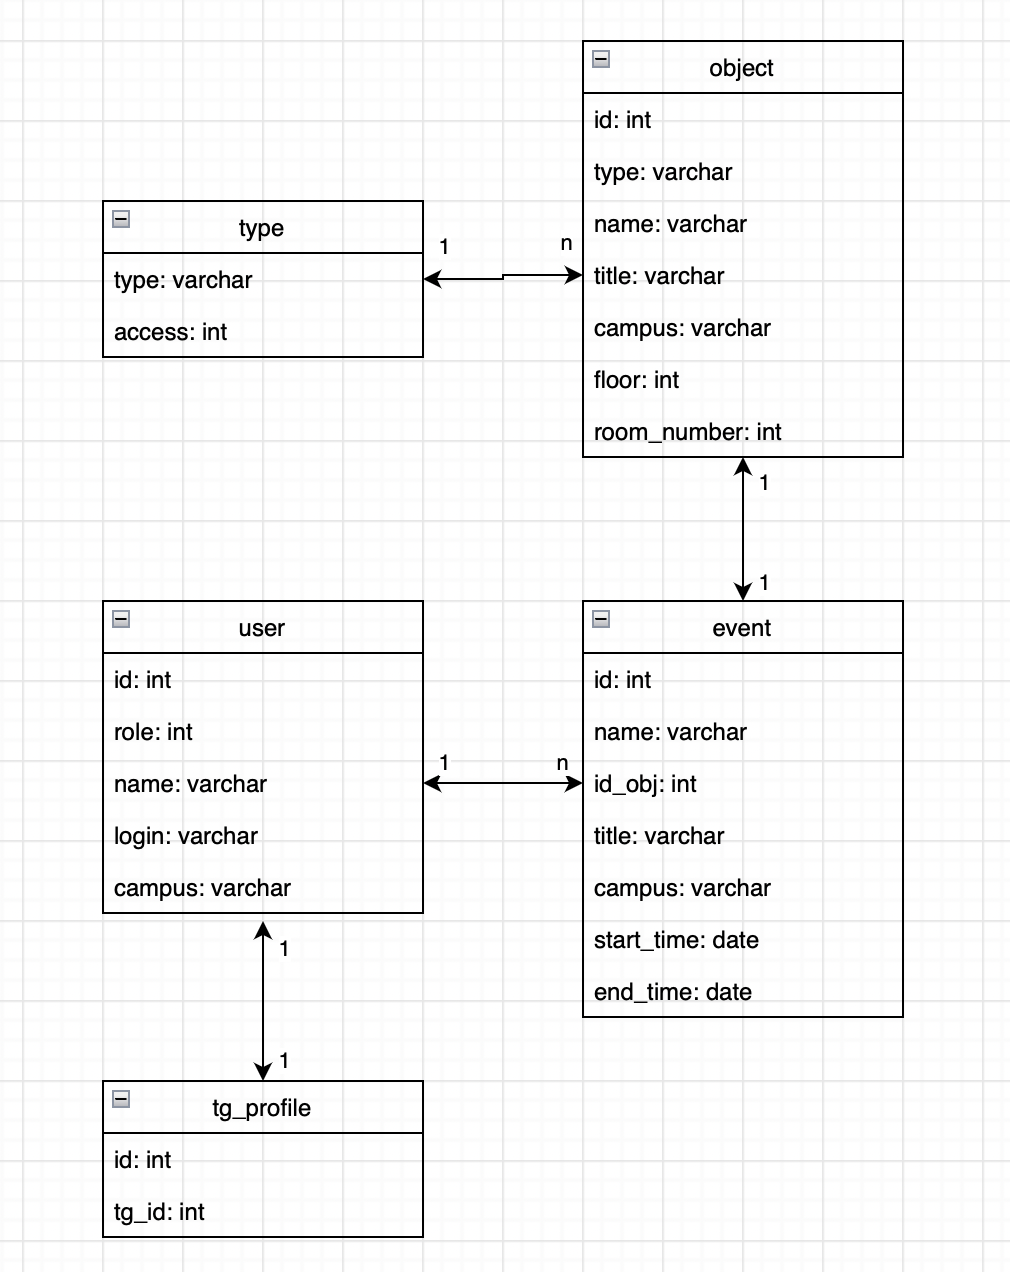 object
id: int
type: varchar
name: varchar
title: varchar
campus: varchar
floor: int
room_number: int
type
type: varchar
access: int
1
n
1
1
user
id: int
role: int
name: varchar
login: varchar
campus: varchar
1
n
event
id: int
name: varchar
id_obj: int
title: varchar
campus: varchar
start_time: date
end_time: date
1
1
tg_profile
id: int
tg_id: int